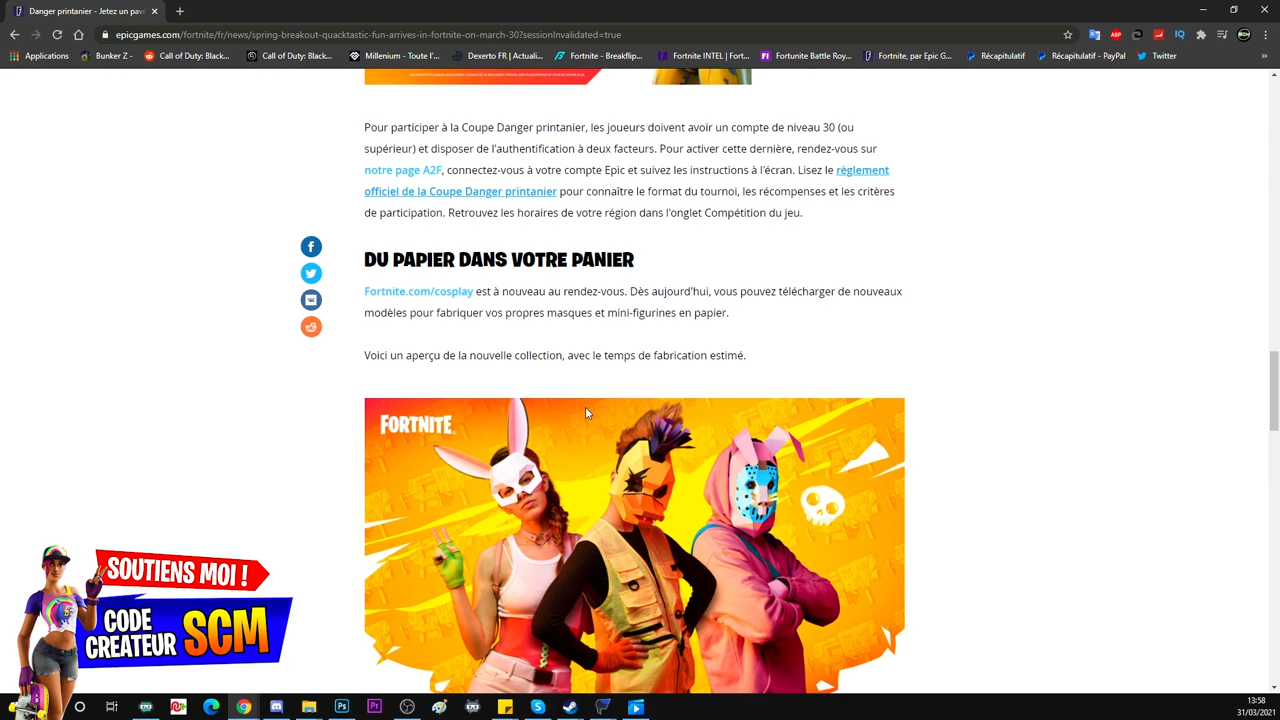 Danger printanier - Jetez un pavé
epicgames.com/fortnite/fr/news/spring-breakout-quacktastic-fun-arrives-in-fortnite-on-march-30?sessionInvalidated=true
Applications
Bunker Z -
Call of Duty: Black...
Call of Duty: Black...
Millenium - Toute l'...
Dexerto FR | Actuali...
Fortnite - Breakflip...
Fortnite INTEL | Fort...
Fortunite Battle Roy...
Fortnite, par Epic G...
Récapitulatif
Récapitulatif - PayPal
Twitter
»
Pour participer à la Coupe Danger printanier, les joueurs doivent avoir un compte de niveau 30 (ou
supérieur) et disposer de l'authentification à deux facteurs. Pour activer cette dernière, rendez-vous sur
notre page A2F, connectez-vous à votre compte Epic et suivez les instructions à l'écran. Lisez le règlement
officiel de la Coupe Danger printanier pour connaître le format du tournoi, les récompenses et les critères
de participation. Retrouvez les horaires de votre région dans l'onglet Compétition du jeu.
DU PAPIER DANS VOTRE PANIER
Fortnite.com/cosplay est à nouveau au rendez-vous. Dès aujourd'hui, vous pouvez télécharger de nouveaux
modèles pour fabriquer vos propres masques et mini-figurines en papier.
Voici un aperçu de la nouvelle collection, avec le temps de fabrication estimé.
FORTNITE
SOUTIENS MOI !
CODE
CREATEUR SCM
13:58
31/03/2021